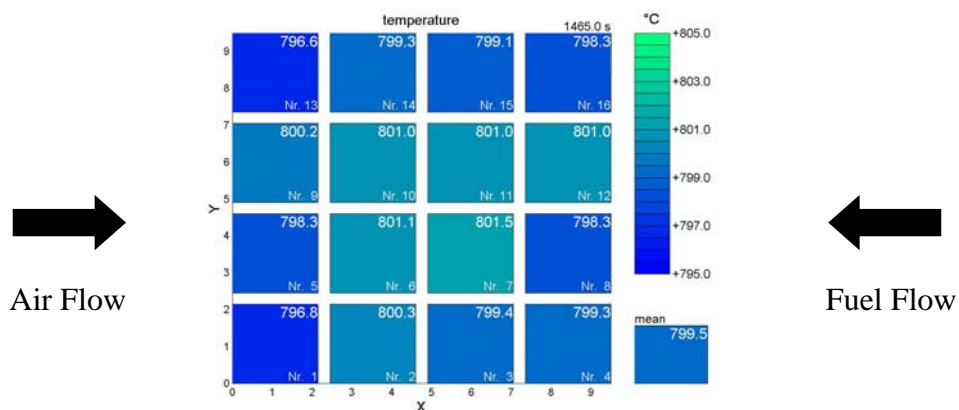 temperature
1465.0 s
°C
9
8
7
6
5
4
3
2
1
0
Y
796.6
Nr. 13
799.3
Nr. 14
799.1
Nr. 15
798.3
Nr. 16
800.2
Nr. 9
801.0
Nr. 10
801.0
Nr. 11
801.0
Nr. 12
798.3
Nr. 5
801.1
Nr. 6
801.5
Nr. 7
798.3
Nr. 8
796.8
Nr. 1
800.3
Nr. 2
799.4
Nr. 3
799.3
Nr. 4
0 1 2 3 4 5 6 7 8 9
X
+805.0
+803.0
+801.0
+799.0
+797.0
+795.0
mean
799.5
Air Flow
Fuel Flow